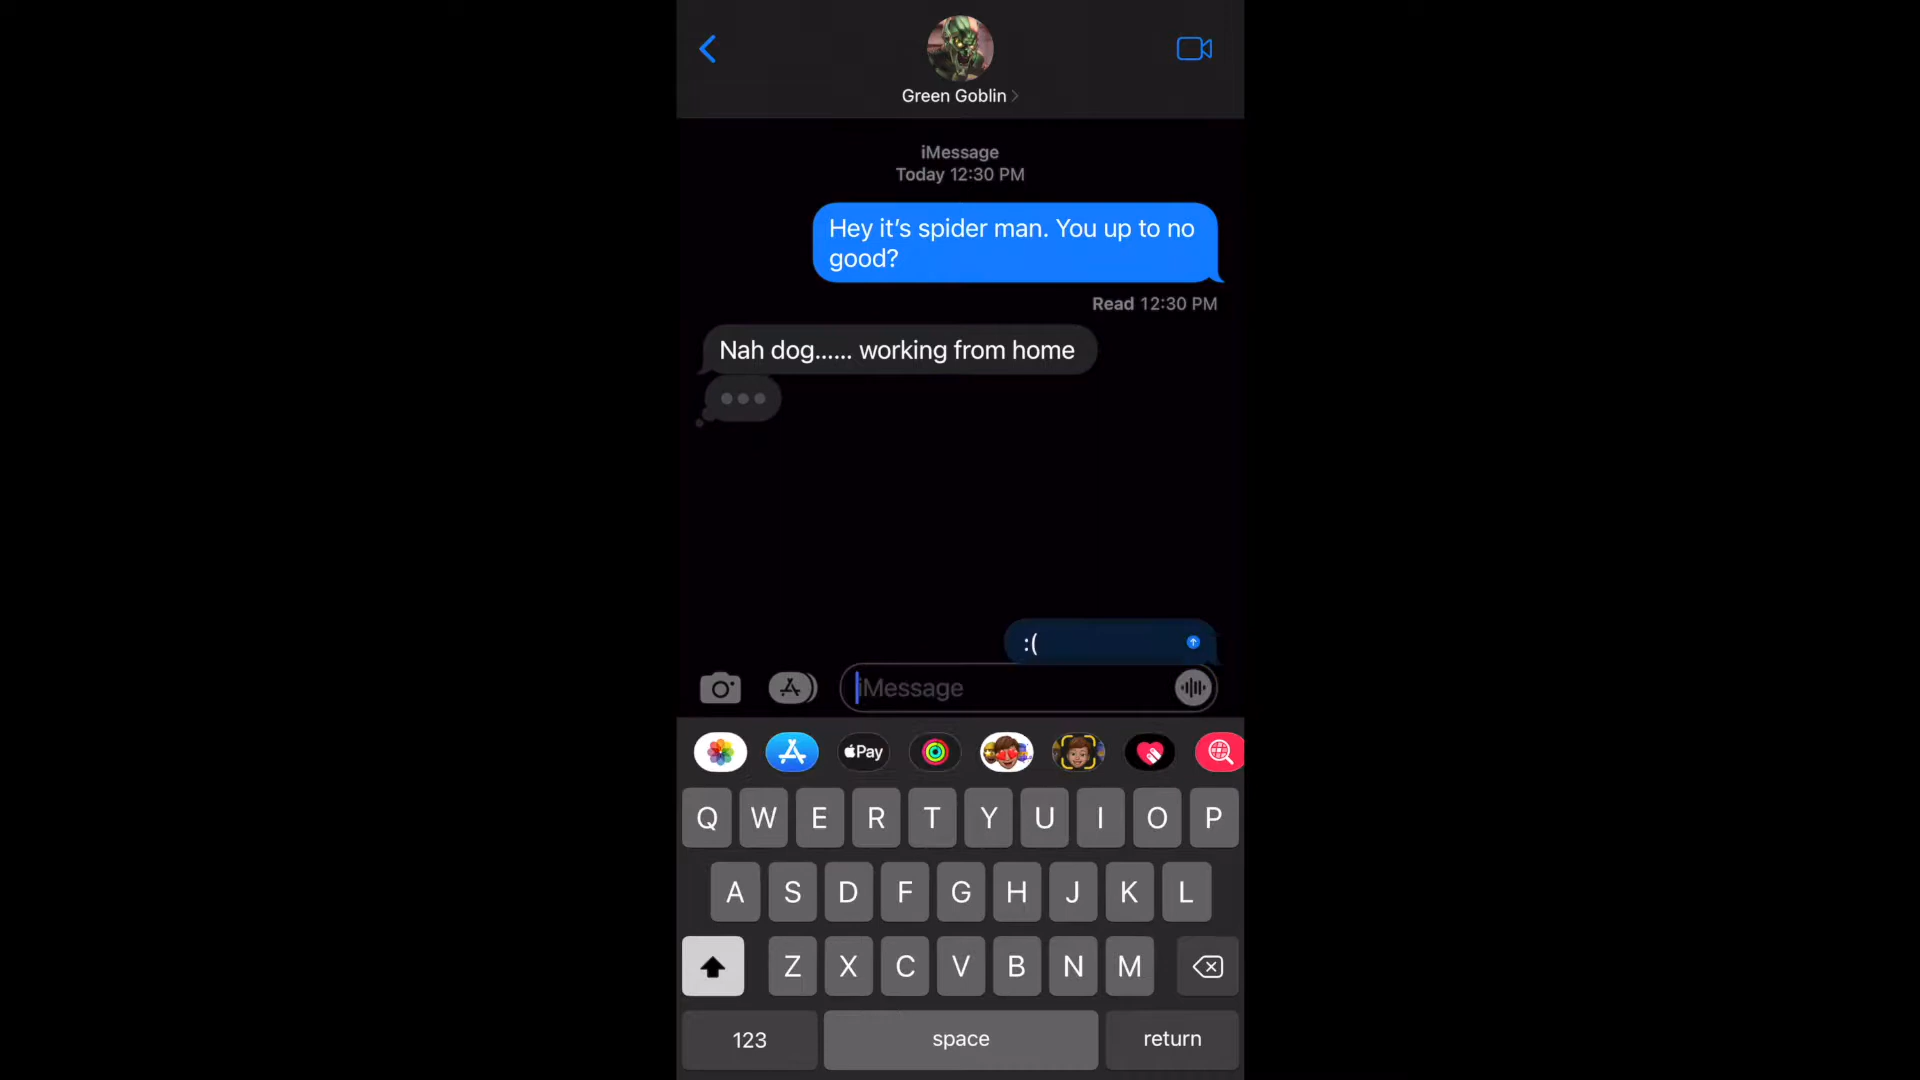 Green Goblin
iMessage
Today 12:30 PM
Hey it's spider man. You up to no
good?
Read 12:30 PM
Nah dog...... working from home
:(
iMessage
Pay
Q W E R T Y U I O P
A S D F G H J K L
Z X C V B N M
123 space return